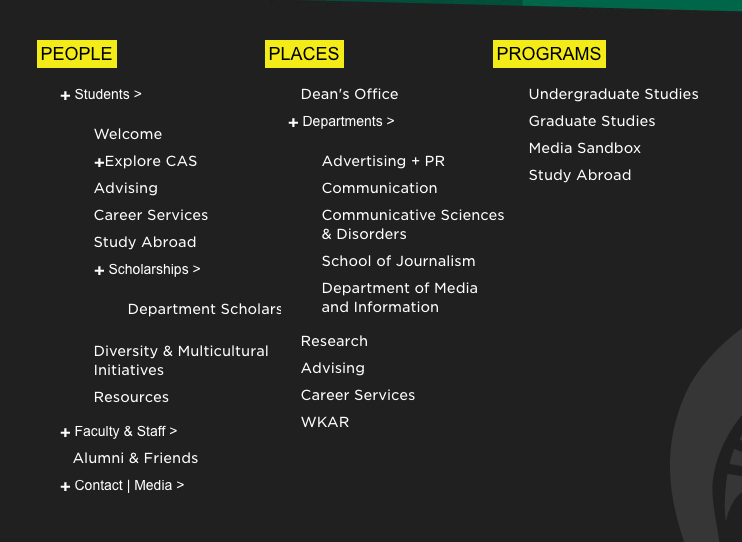 PEOPLE
+ Students >
Welcome
+Explore CAS
Advising
Career Services
Study Abroad
+ Scholarships >
Department Scholars
Diversity & Multicultural
Initiatives
Resources
+ Faculty & Staff >
Alumni & Friends
+ Contact | Media >
PLACES
Dean's Office
+ Departments >
Advertising + PR
Communication
Communicative Sciences
& Disorders
School of Journalism
Department of Media
and Information
Research
Advising
Career Services
WKAR
PROGRAMS
Undergraduate Studies
Graduate Studies
Media Sandbox
Study Abroad